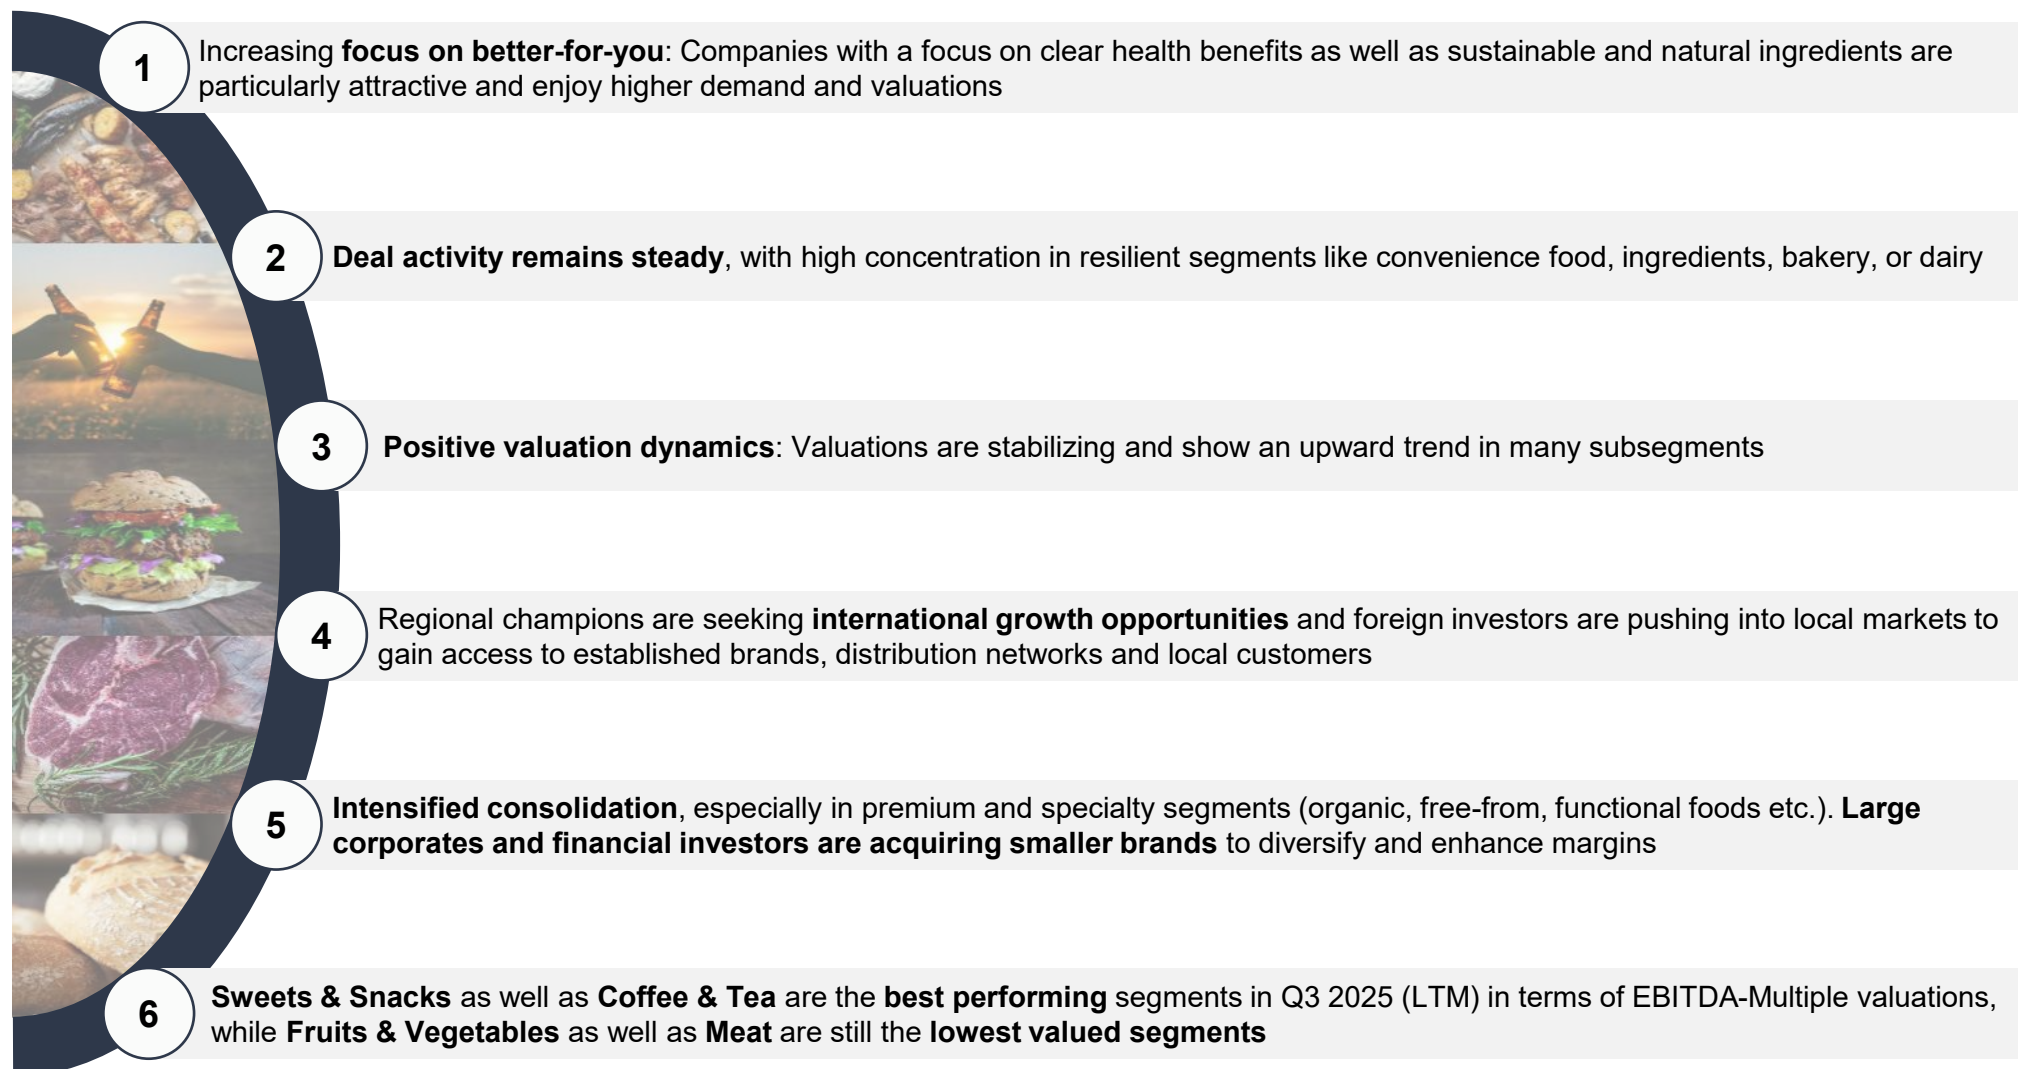 1
Increasing focus on better-for-you: Companies with a focus on clear health benefits as well as sustainable and natural ingredients are
particularly attractive and enjoy higher demand and valuations
2
Deal activity remains steady, with high concentration in resilient segments like convenience food, ingredients, bakery, or dairy
3
Positive valuation dynamics: Valuations are stabilizing and show an upward trend in many subsegments
4
Regional champions are seeking international growth opportunities and foreign investors are pushing into local markets to
gain access to established brands, distribution networks and local customers
5
Intensified consolidation, especially in premium and specialty segments (organic, free-from, functional foods etc.). Large
corporates and financial investors are acquiring smaller brands to diversify and enhance margins
6
Sweets & Snacks as well as Coffee & Tea are the best performing segments in Q3 2025 (LTM) in terms of EBITDA-Multiple valuations,
while Fruits & Vegetables as well as Meat are still the lowest valued segments